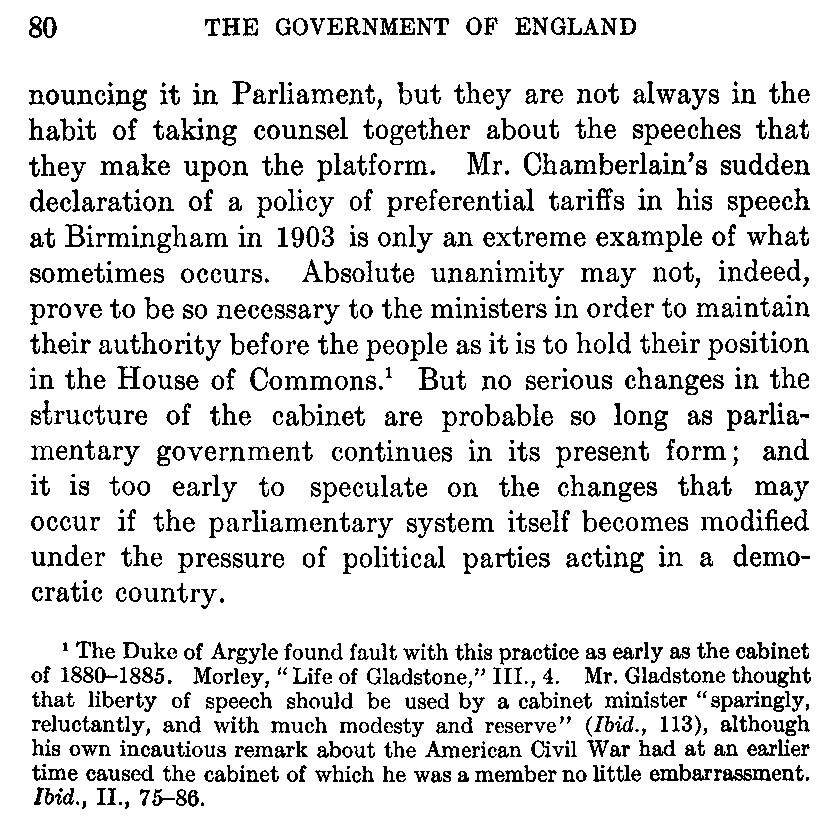 80 THE GOVERNMENT OF ENGLAND
nouncing it in Parliament, but they are not always in the
habit of taking counsel together about the speeches that
they make upon the platform. Mr. Chamberlain's sudden
declaration of a policy of preferential tariffs in his speech
at Birmingham in 1903 is only an extreme example of what
sometimes occurs. Absolute unanimity may not, indeed,
prove to be so necessary to the ministers in order to maintain
their authority before the people as it is to hold their position
in the House of Commons.¹ But no serious changes in the
structure of the cabinet are probable so long as parlia-
mentary government continues in its present form; and
it is too early to speculate on the changes that may
occur if the parliamentary system itself becomes modified
under the pressure of political parties acting in a demo-
cratic country.
¹ The Duke of Argyle found fault with this practice as early as the cabinet
of 1880–1885. Morley, "Life of Gladstone," III., 4. Mr. Gladstone thought
that liberty of speech should be used by a cabinet minister "sparingly,
reluctantly, and with much modesty and reserve" (Ibid., 113), although
his own incautious remark about the American Civil War had at an earlier
time caused the cabinet of which he was a member no little embarrassment.
Ibid., II., 75–86.